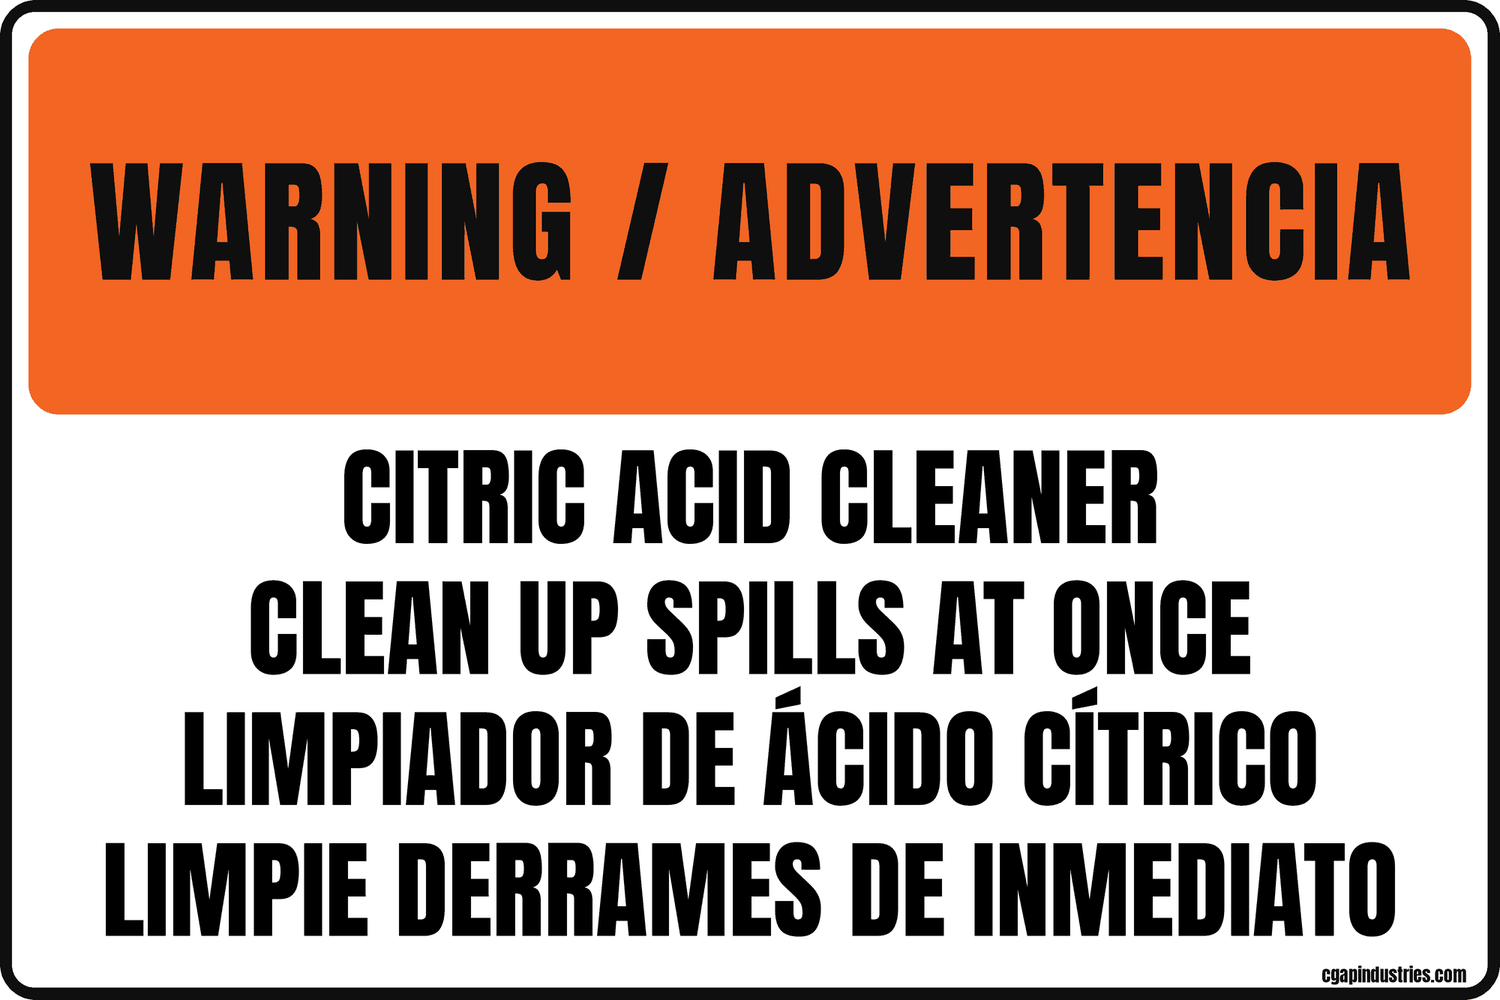 WARNING / ADVERTENCIA
CITRIC ACID CLEANER
CLEAN UP SPILLS AT ONCE
LIMPIADOR DE ÁCIDO CÍTRICO
LIMPIE DERRAMES DE INMEDIATO
cgapindustries.com